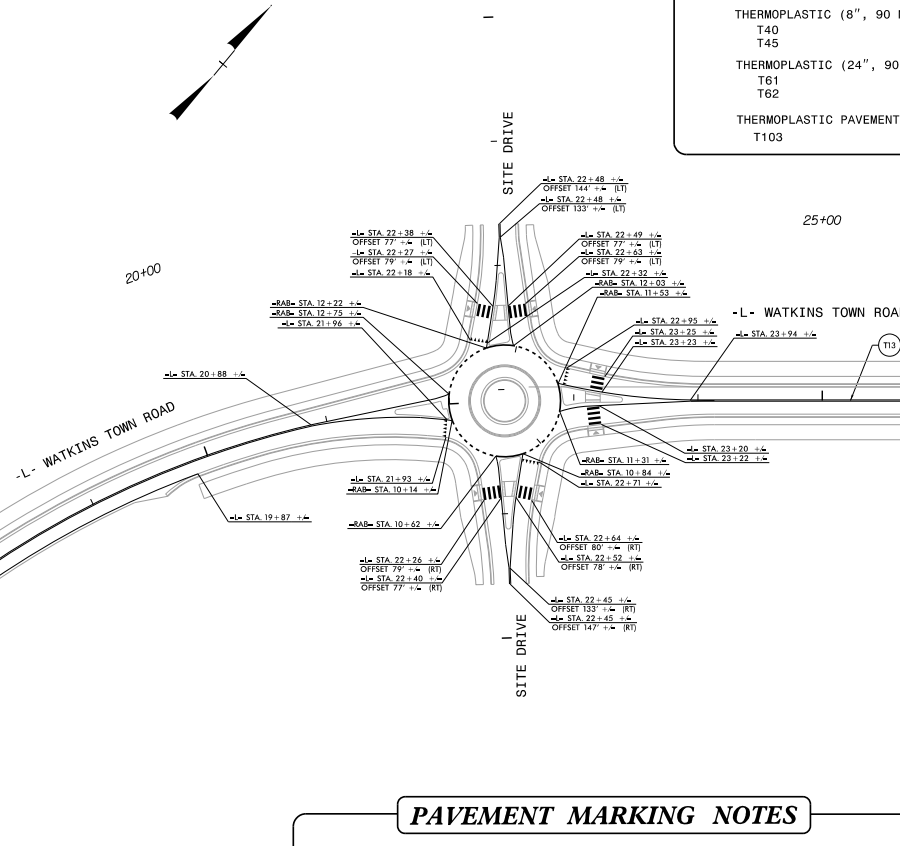 THERMOPLASTIC (8", 90
T40
T45
THERMOPLASTIC (24", 90
T61
T62
THERMOPLASTIC PAVEMENT
T103
SITE DRIVE
-L- STA. 22+48 +/-
OFFSET 144' +/- (LT)
-L- STA. 22+48 +/-
OFFSET 133' +/- (LT)
25+00
-L- STA. 22+38 +/-
OFFSET 77' +/- (LT)
-L- STA. 22+27 +/-
OFFSET 79' +/- (LT)
-L- STA. 22+18 +/-
-L- STA. 22+49 +/-
OFFSET 77' +/- (LT)
-L- STA. 22+63 +/-
OFFSET 79' +/- (LT)
-L- STA. 22+32 +/-
-RAB- STA. 12+03 +/-
-RAB- STA. 11+53 +/-
20+00
-RAB- STA. 12+22 +/-
-RAB- STA. 12+75 +/-
-L- STA. 21+96 +/-
-L- WATKINS TOWN ROA
-L- STA. 22+95 +/-
-L- STA. 23+25 +/-
-L- STA. 23+23 +/-
-L- STA. 23+94 +/-
T13
-L- STA. 20+88 +/-
-L- WATKINS TOWN ROAD
-L- STA. 23+20 +/-
-L- STA. 23+22 +/-
-RAB- STA. 11+31 +/-
-RAB- STA. 10+84 +/-
-L- STA. 22+71 +/-
-L- STA. 21+93 +/-
-RAB- STA. 10+14 +/-
-L- STA. 19+87 +/-
-RAB- STA. 10+62 +/-
-L- STA. 22+64 +/-
OFFSET 80' +/- (RT)
-L- STA. 22+52 +/-
OFFSET 78' +/- (RT)
-L- STA. 22+26 +/-
OFFSET 79' +/- (RT)
-L- STA. 22+40 +/-
OFFSET 77' +/- (RT)
-L- STA. 22+45 +/-
OFFSET 133' +/- (RT)
-L- STA. 22+45 +/-
OFFSET 147' +/- (RT)
SITE DRIVE
PAVEMENT MARKING NOTES